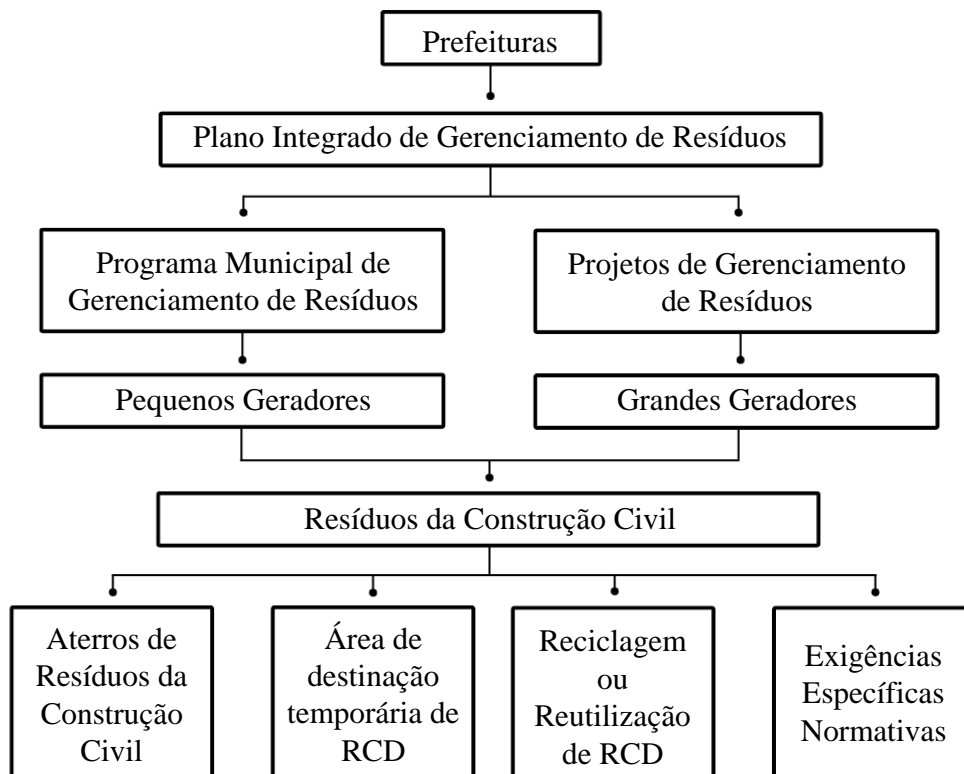 Prefeituras
Plano Integrado de Gerenciamento de Resíduos
Programa Municipal de
Gerenciamento de Resíduos
Projetos de Gerenciamento
de Resíduos
Pequenos Geradores
Grandes Geradores
Resíduos da Construção Civil
Aterros de
Resíduos da
Construção
Civil
Área de
destinação
temporária de
RCD
Reciclagem
ou
Reutilização
de RCD
Exigências
Específicas
Normativas